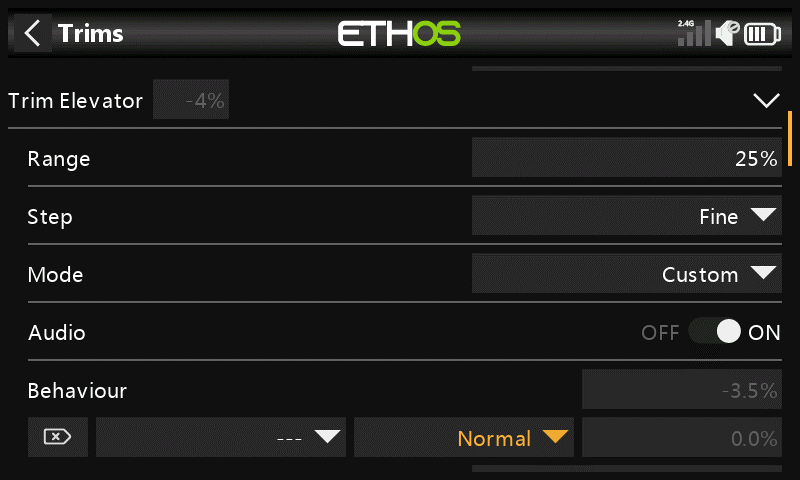 Trims ETHOS 2.4G
Trim Elevator -4%
Range 25%
Step Fine
Mode Custom
Audio OFF ON
Behaviour -3.5%
--- Normal 0.0%